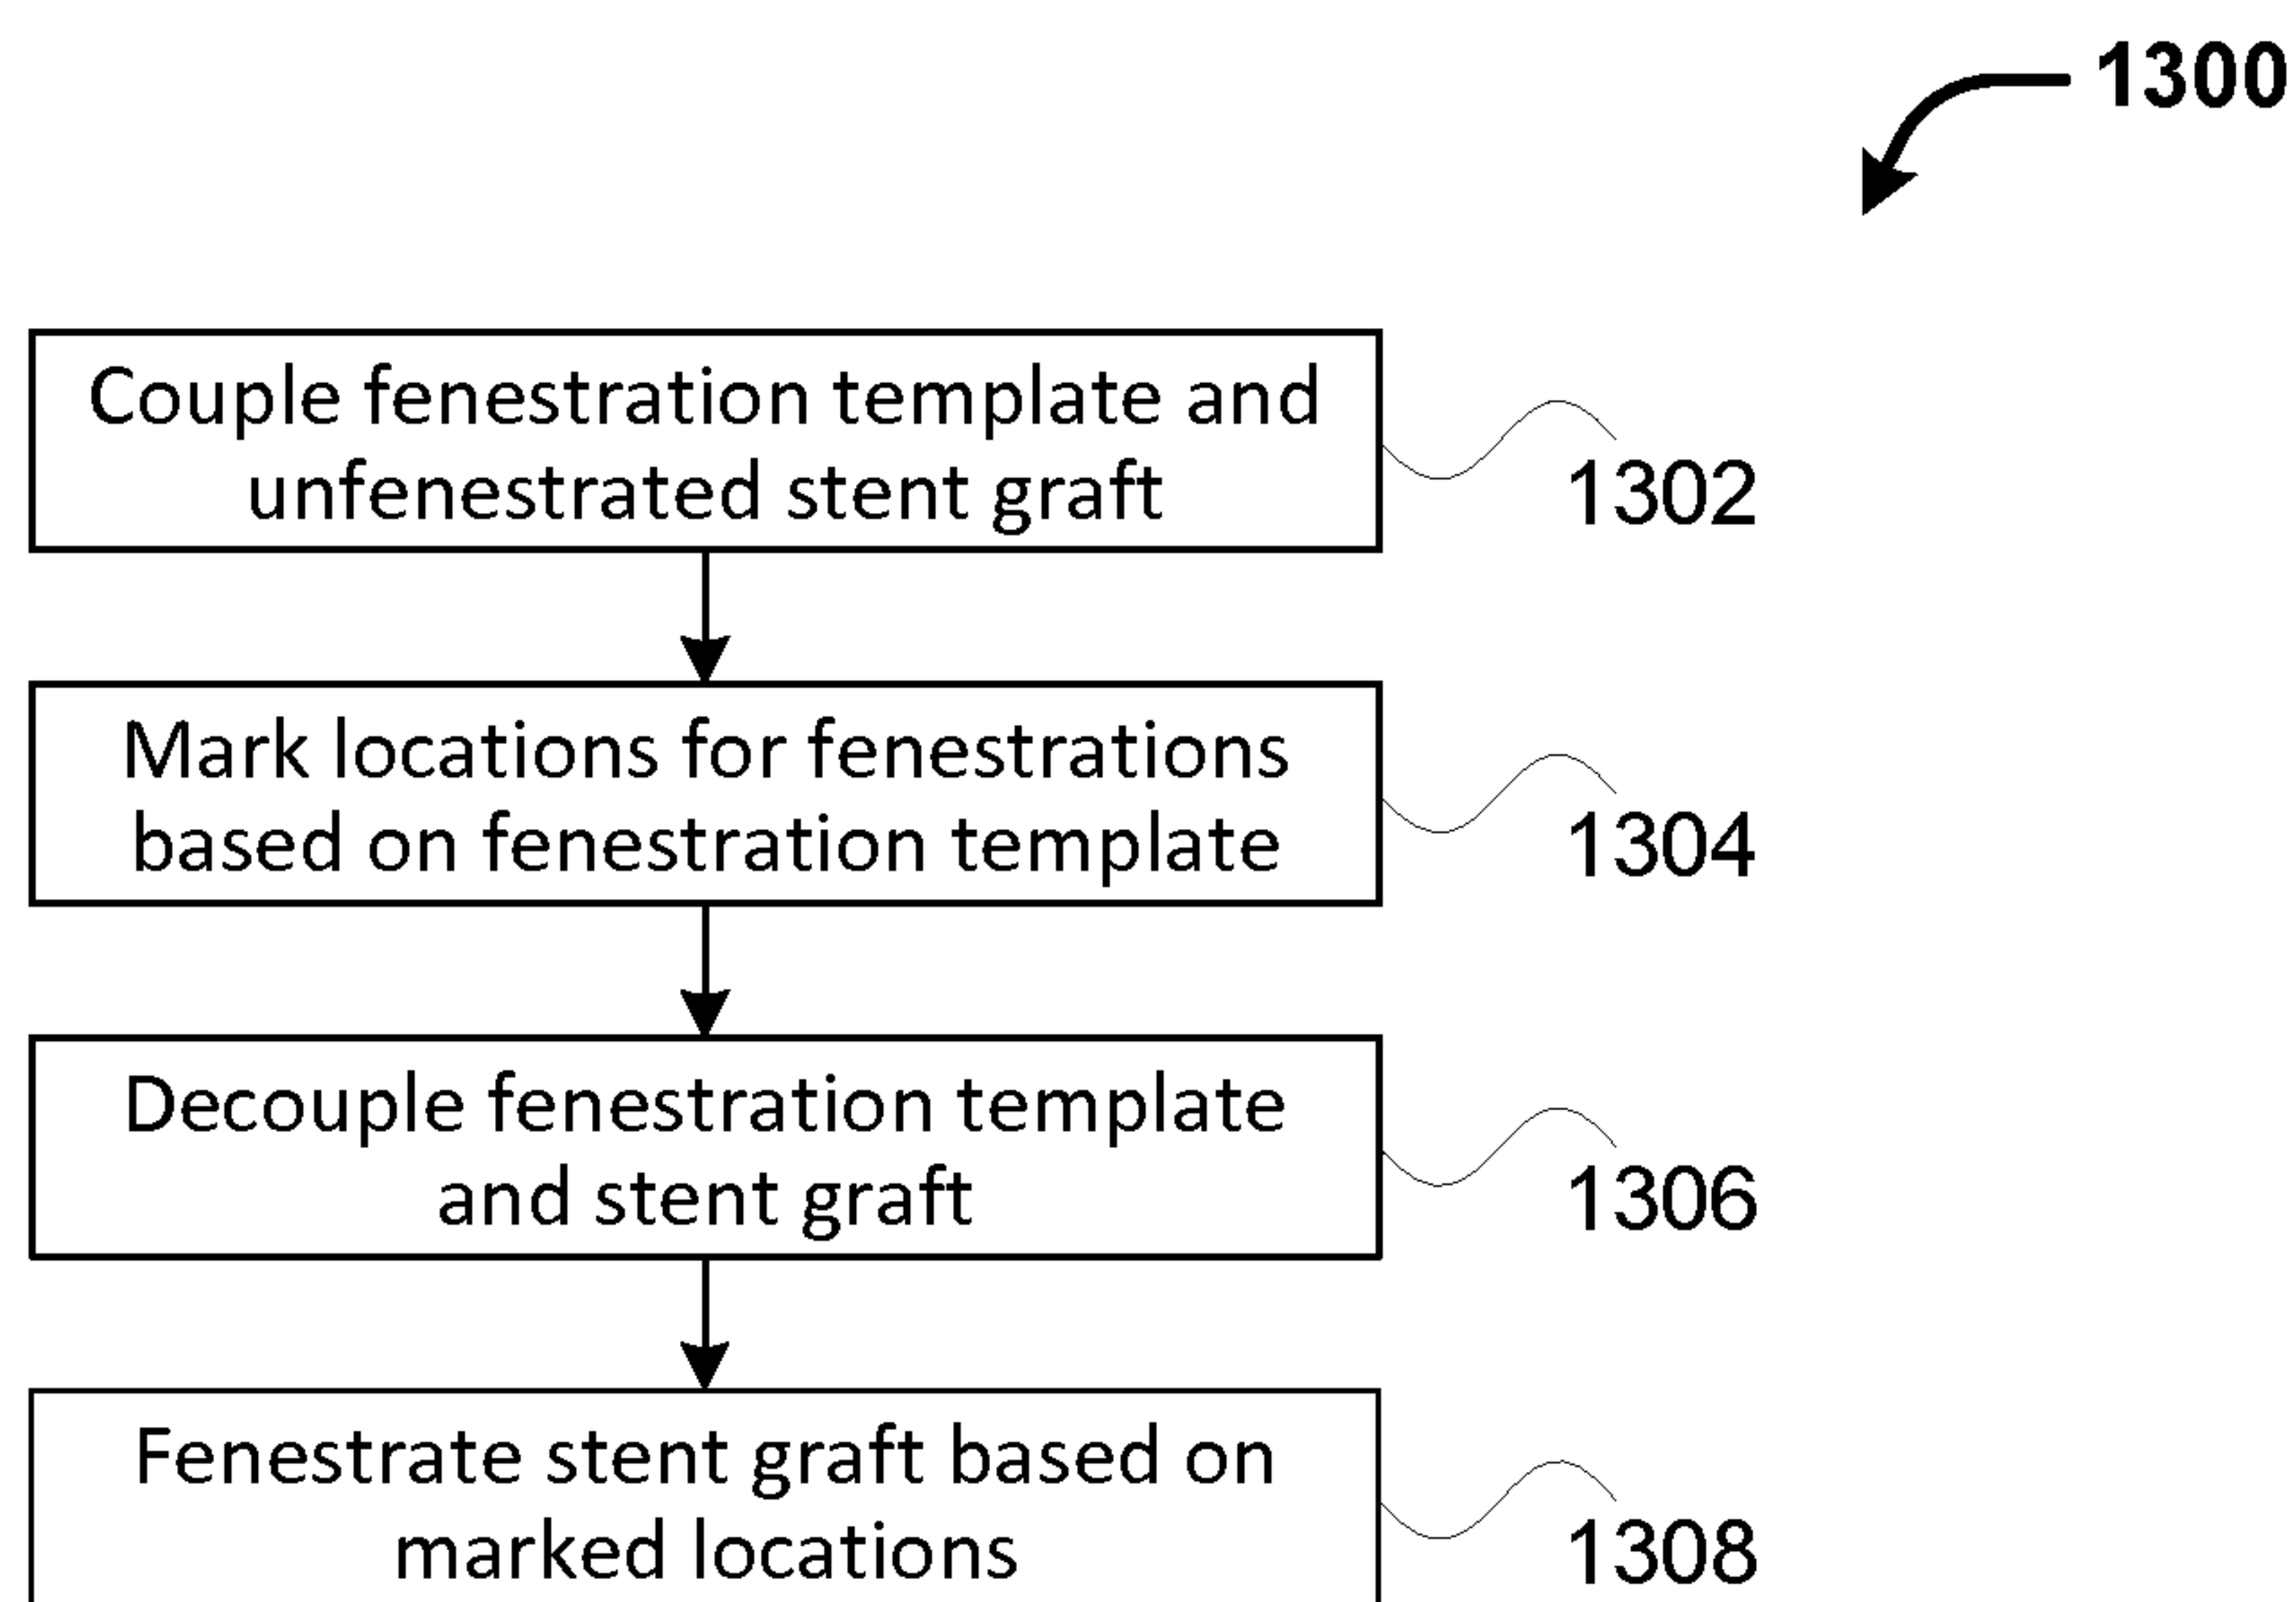 1300
Couple fenestration template and
unfenestrated stent graft
1302
Mark locations for fenestrations
based on fenestration template
1304
Decouple fenestration template
and stent graft
1306
Fenestrate stent graft based on
marked locations
1308